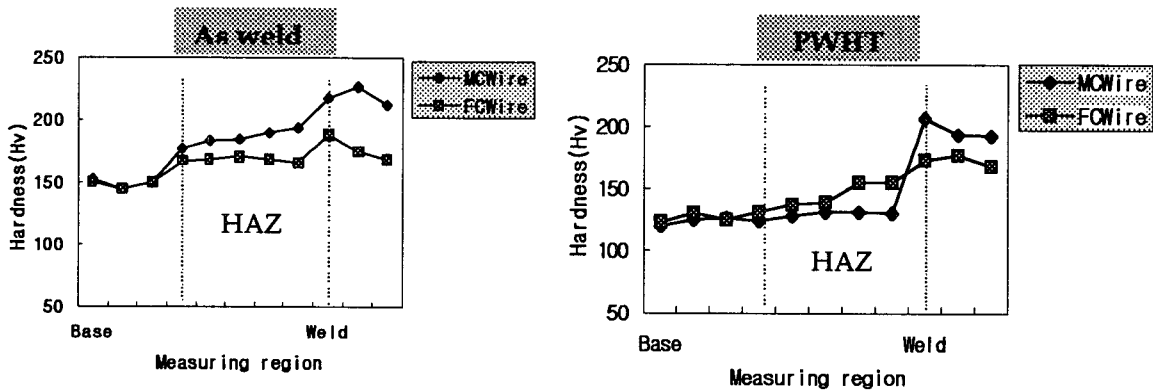 As weld
250
200
150
100
50
Hardness(Hv)
MCWire
FCWire
HAZ
Base
Weld
Measuring region
PWHT
250
200
150
100
50
Hardness(Hv)
MCWire
FCWire
HAZ
Base
Weld
Measuring region